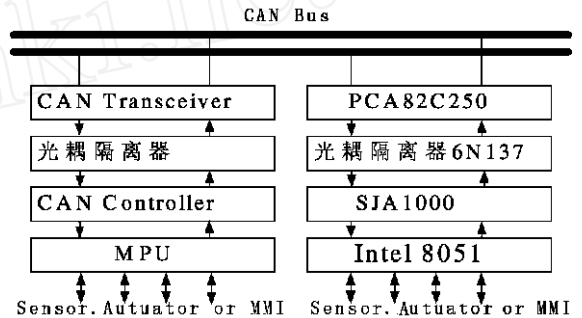 CAN Bus
CAN Transceiver
光耦隔离器
CAN Controller
MPU
Sensor.Autuator or MMI
PCA82C250
光耦隔离器6N137
SJA1000
Intel 8051
Sensor.Autuator or MMI